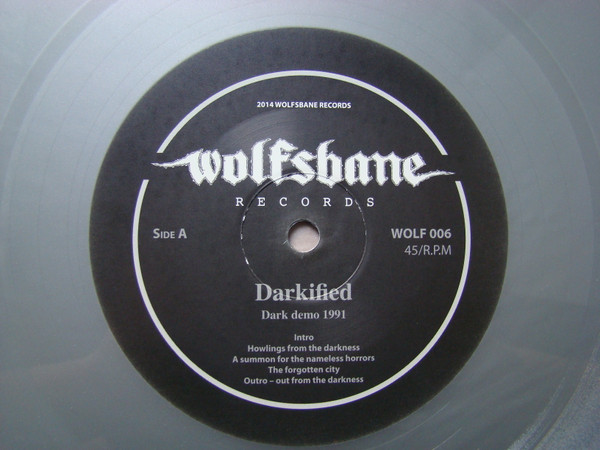 2014 WOLFSBANE RECORDS
wolfsbane
RECORDS
SIDE A
WOLF 006
45/R.P.M
Darkified
Dark demo 1991
Intro
Howlings from the darkness
A summon for the nameless horrors
The forgotten city
Outro – out from the darkness